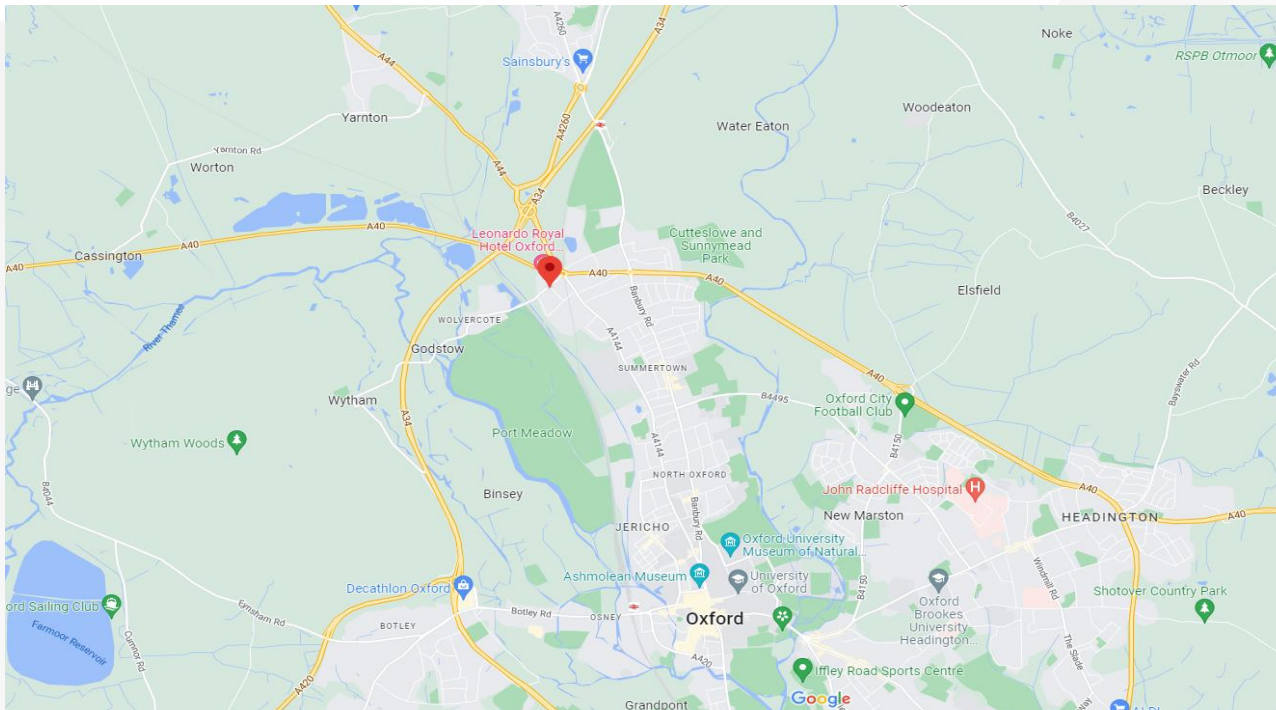 A4260
A34
Noke
RSPB Otmoor
A44
Sainsbury's
Woodeaton
Yarnton
A4260
Water Eaton
Yarnton Rd
Worton
A44
A34
Beckley
B4027
Leonardo Royal
Hotel Oxford...
Cutteslowe and
Sunnymead
Park
A40
A40
Cassington
A40
A40
A40
A40
Elsfield
Banbury Rd
River Thames
WOLVERCOTE
A4144
Godstow
SUMMERTOWN
Bayswater Rd
A40
ge
Wytham
B4495
Oxford City
Football Club
A34
Port Meadow
Wytham Woods
A4144
B4150
NORTH OXFORD
B4044
Binsey
John Radcliffe Hospital
A40
Banbury Rd
New Marston
HEADINGTON
A40
JERICHO
Oxford University
Museum of Natural...
Ashmolean Museum
University
of Oxford
Windmill Rd
Decathlon Oxford
B4150
Shotover Country Park
ord Sailing Club
Eynsham Rd
Botley Rd
OSNEY
Oxford
Oxford
Brookes
University
Headington...
Farmoor
Reservoir
Cumnor Rd
BOTLEY
The Slade
A420
A420
Iffley Road Sports Centre
Google
Grandpont
ALDI